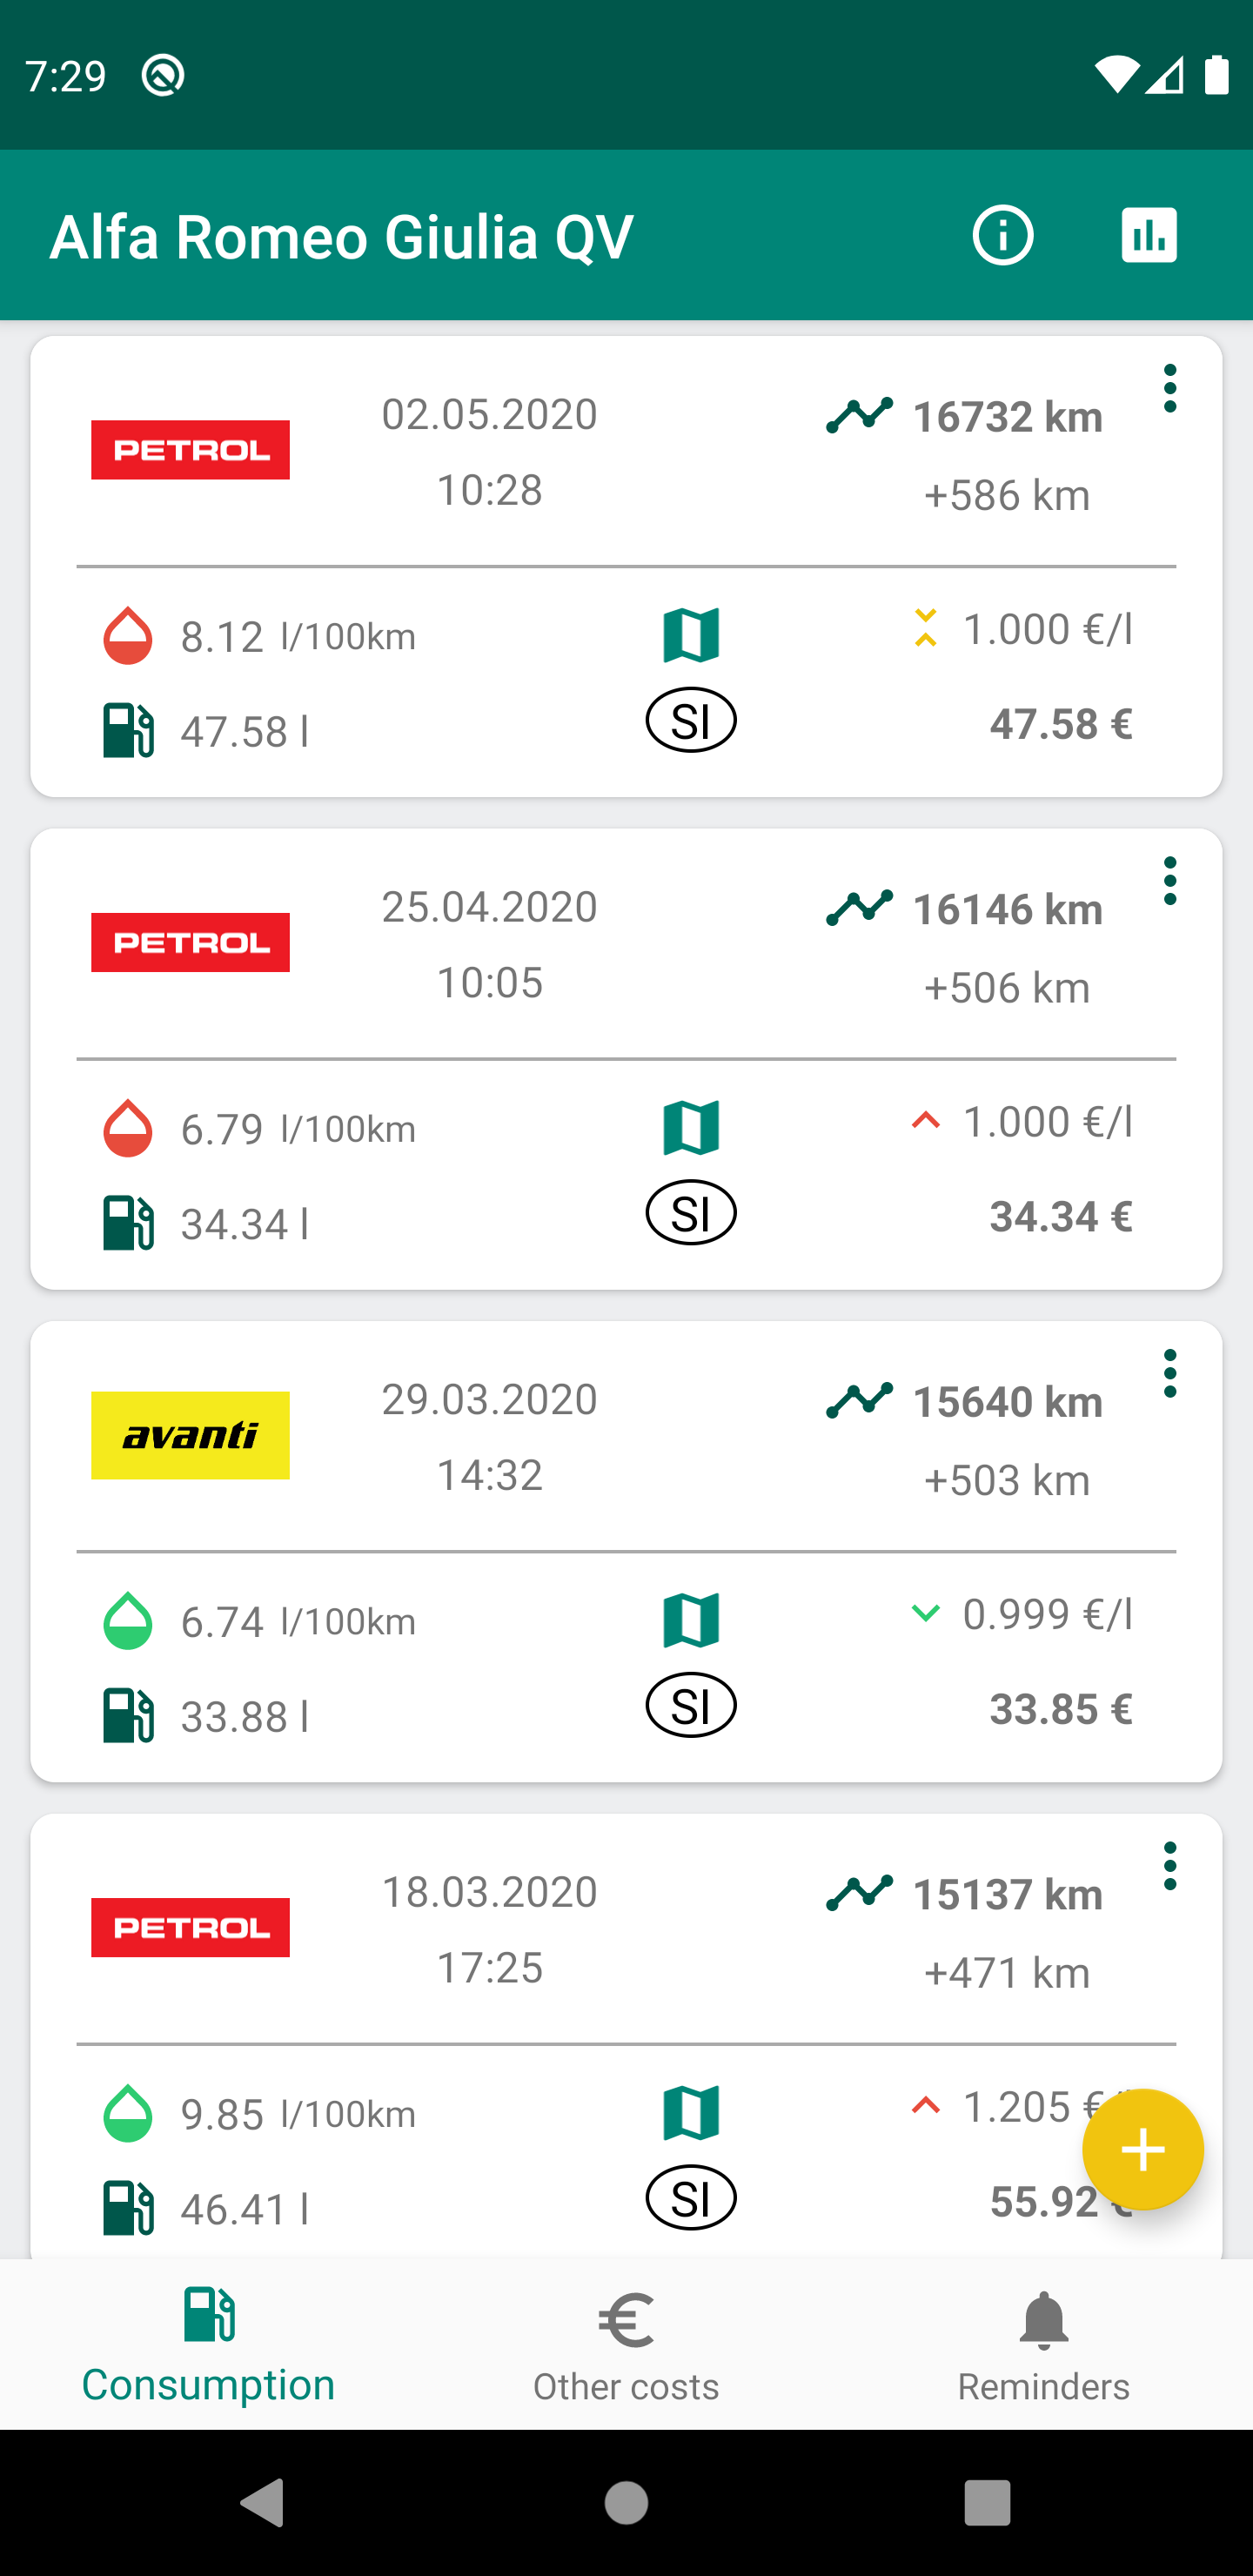 7:29
Alfa Romeo Giulia QV
PETROL
02.05.2020
10:28
16732 km
+586 km
8.12 l/100km
47.58 l
SI
1.000 €/l
47.58 €
PETROL
25.04.2020
10:05
16146 km
+506 km
6.79 l/100km
34.34 l
SI
1.000 €/l
34.34 €
avanti
29.03.2020
14:32
15640 km
+503 km
6.74 l/100km
33.88 l
SI
0.999 €/l
33.85 €
PETROL
18.03.2020
17:25
15137 km
+471 km
9.85 l/100km
46.41 l
SI
1.205 €
55.92 €
Consumption
Other costs
Reminders